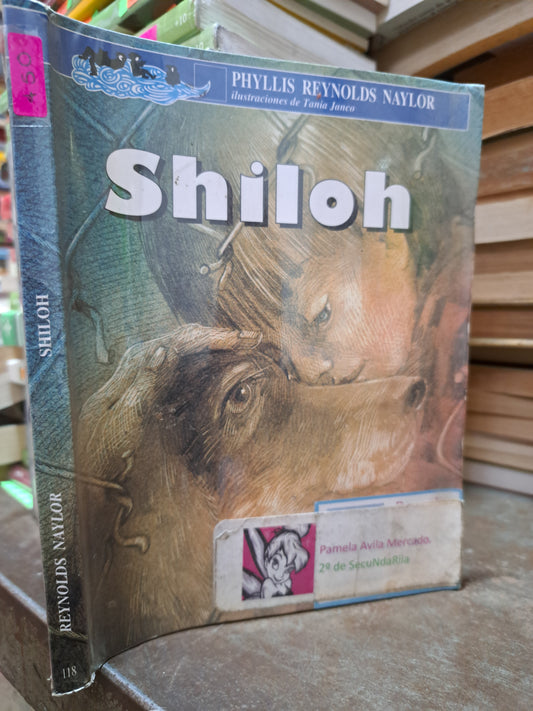 PHYLLIS REYNOLDS NAYLOR
ilustraciones de Tania Janco
Shiloh
Pamela Avila Mercado.
2º de SecuNdaRiIa
SHILOH
REYNOLDS NAYLOR
118